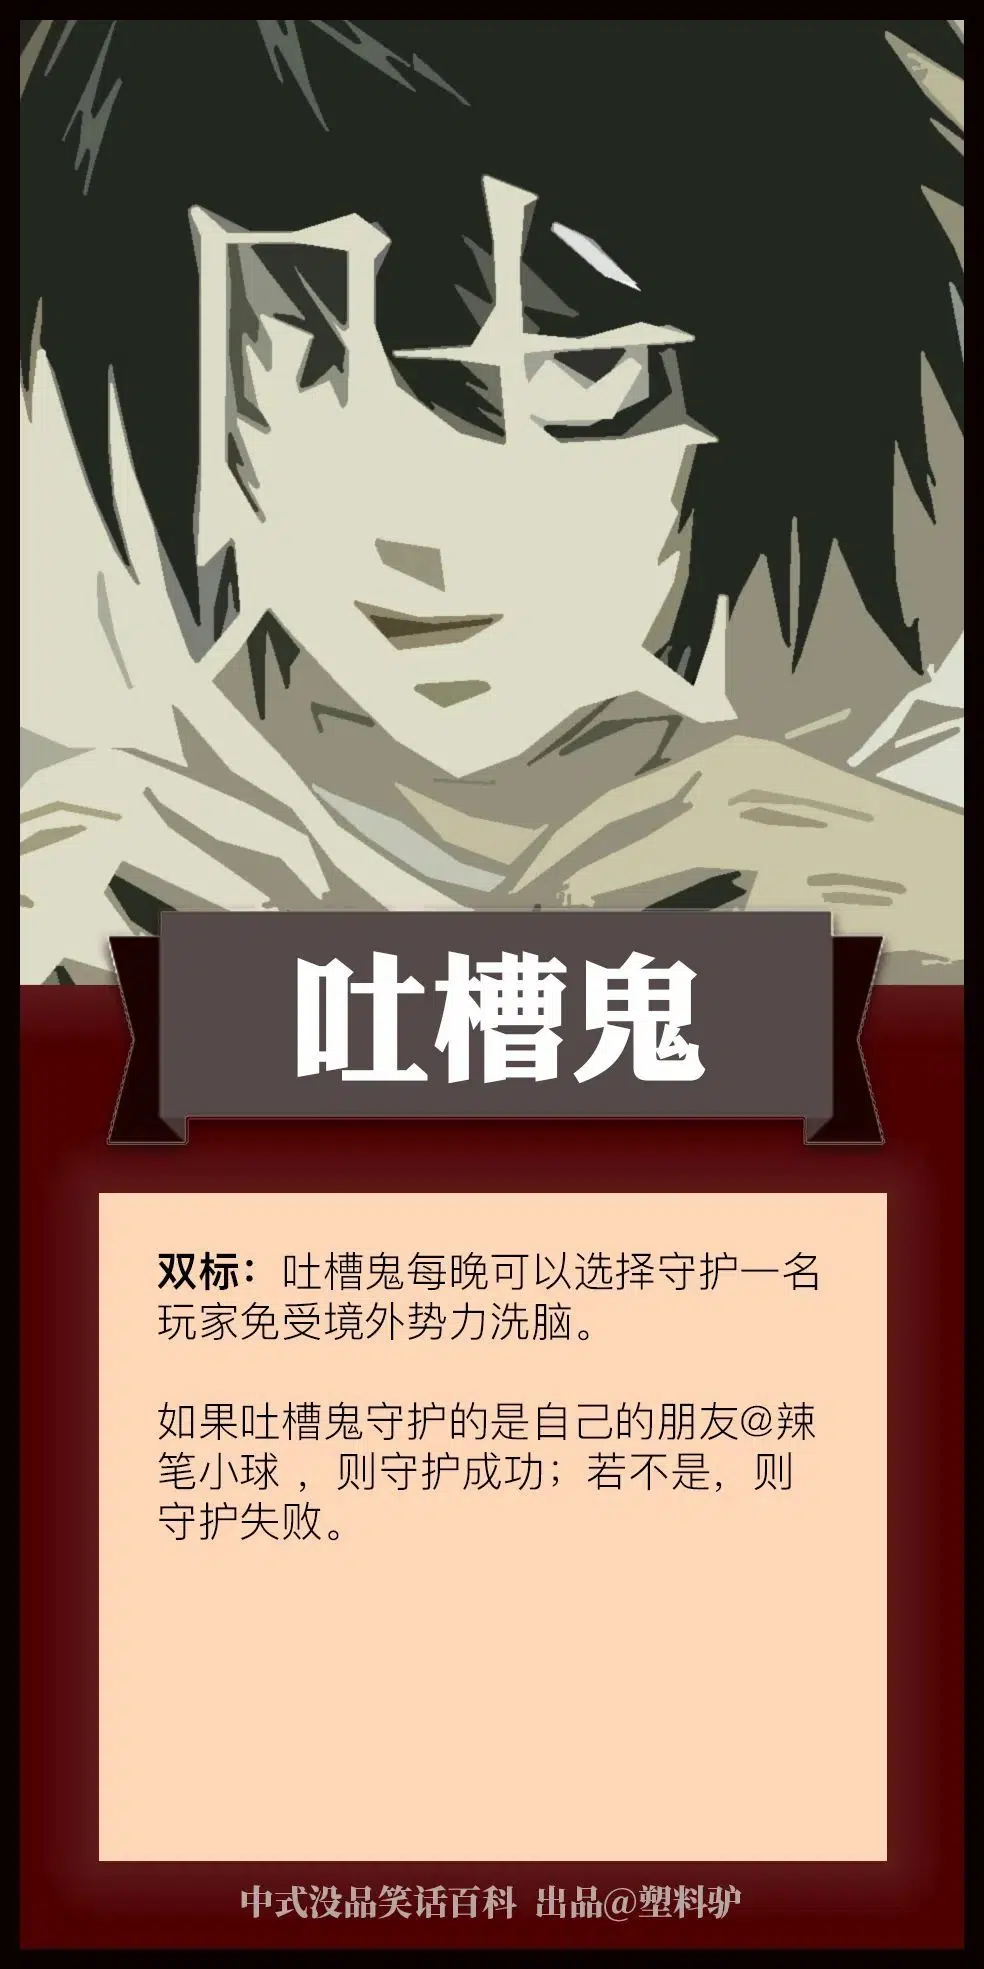 吐
吐槽鬼
双标：吐槽鬼每晚可以选择守护一名
玩家免受境外势力洗脑。
如果吐槽鬼守护的是自己的朋友@辣
笔小球 ，则守护成功；若不是，则
守护失败。
中式没品笑话百科 出品@塑料驴